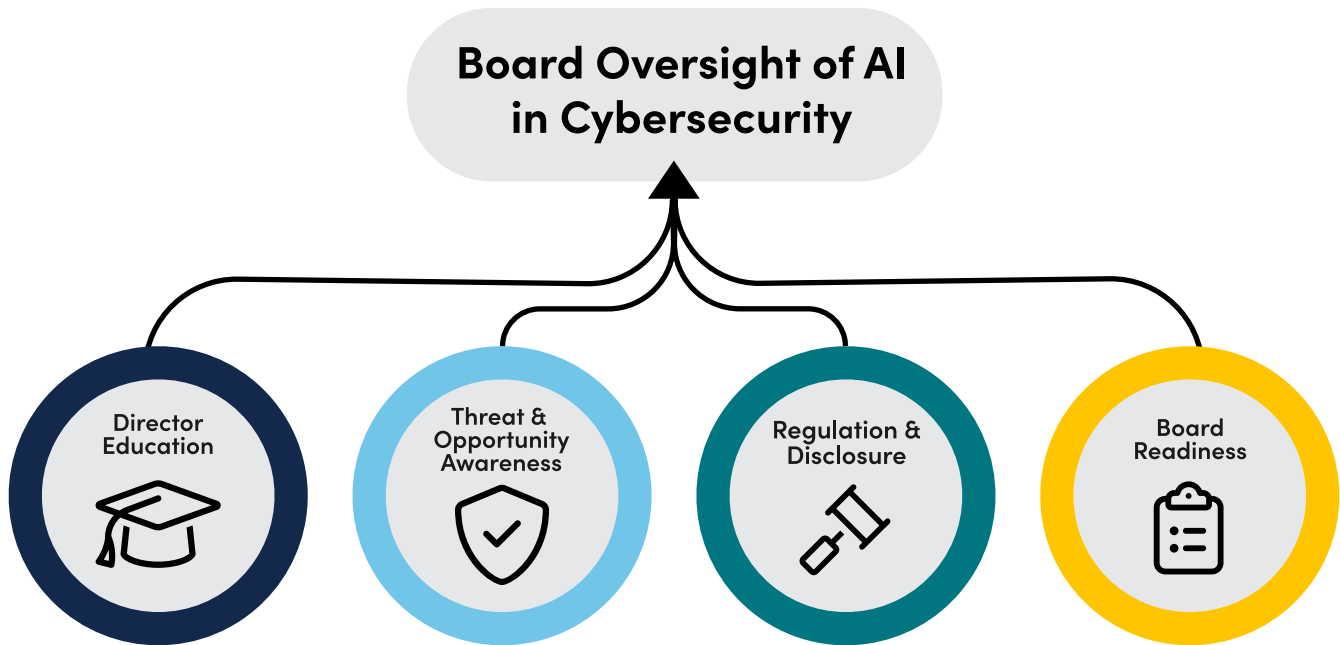 Board Oversight of AI
in Cybersecurity
Director
Education
Threat &
Opportunity
Awareness
Regulation &
Disclosure
Board
Readiness